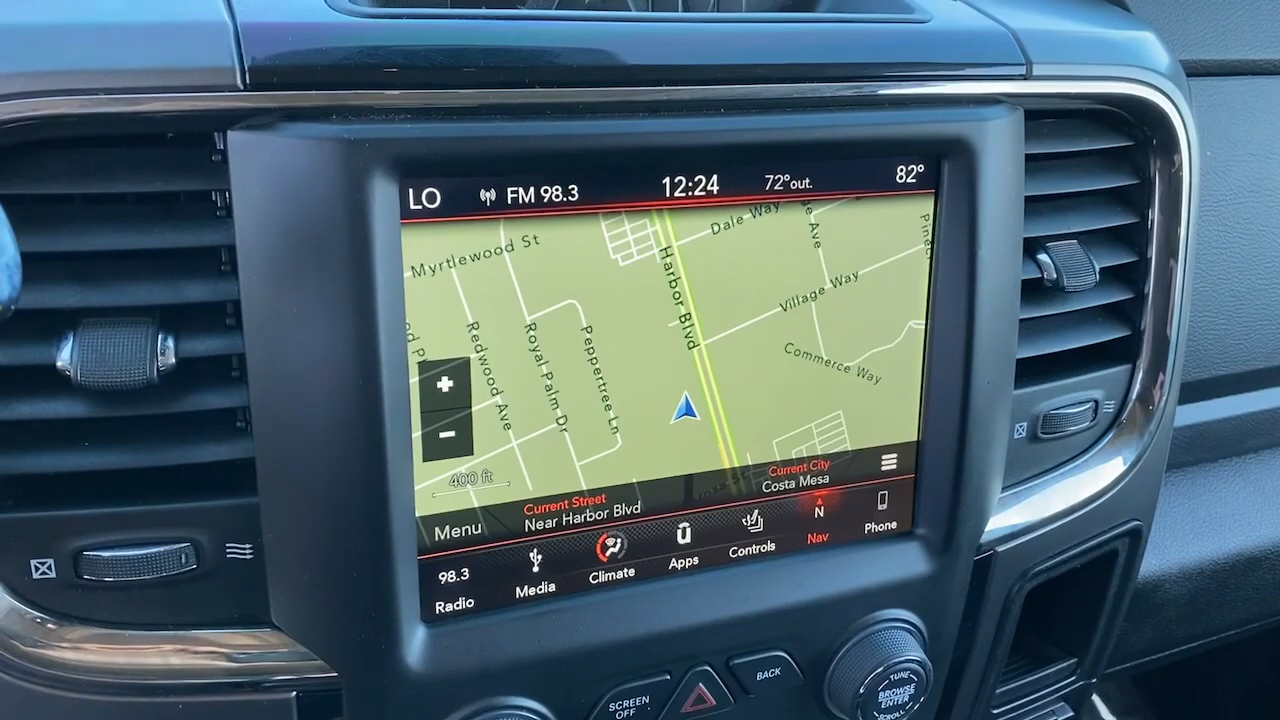 LO FM 98.3 12:24 72°out. 82°
Myrtlewood St
Dale Way
Harbor Blvd
Village Way
Redwood Ave
Royal Palm Dr
Peppertree Ln
Commerce Way
+
-
400 ft
Current Street
Near Harbor Blvd
Current City
Costa Mesa
Menu
98.3
Radio
Media
Climate
Apps
Controls
N
Nav
Phone
SCREEN
OFF
BACK
TUNE
BROWSE
ENTER
SCROLL